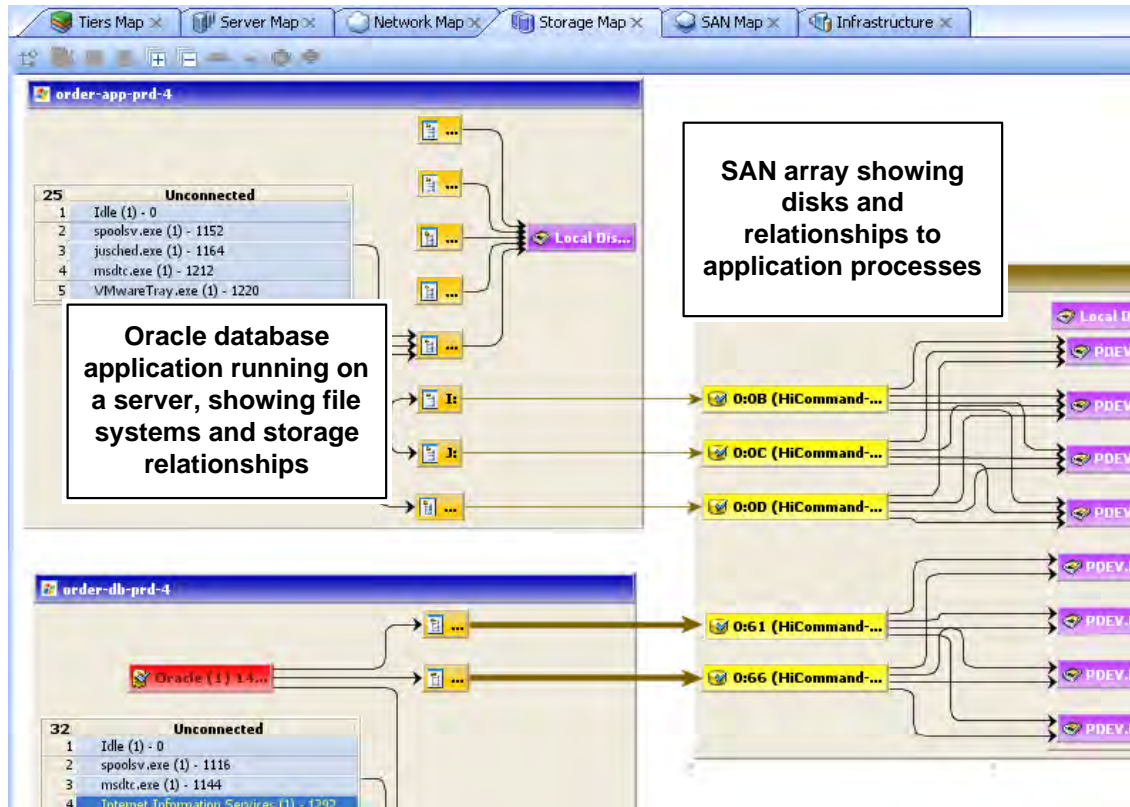 Tiers Map
Server Map
Network Map
Storage Map
SAN Map
Infrastructure
order-app-prd-4
...
...
...
...
...
I:
J:
...
Local Dis...
25 Unconnected
1 Idle (1) - 0
2 spoolsv.exe (1) - 1152
3 jusched.exe (1) - 1164
4 msdtc.exe (1) - 1212
5 VMwareTray.exe (1) - 1220
Oracle database
application running on
a server, showing file
systems and storage
relationships
SAN array showing
disks and
relationships to
application processes
0:0B (HiCommand-...
0:0C (HiCommand-...
0:0D (HiCommand-...
0:61 (HiCommand-...
0:66 (HiCommand-...
Local D
PDEV
PDEV
PDEV
PDEV
PDEV.
PDEV.
PDEV.
PDEV.
order-db-prd-4
...
...
Oracle (1) 14...
32 Unconnected
1 Idle (1) - 0
2 spoolsv.exe (1) - 1116
3 msdtc.exe (1) - 1144
4 Internet Information Services (1) - 1292